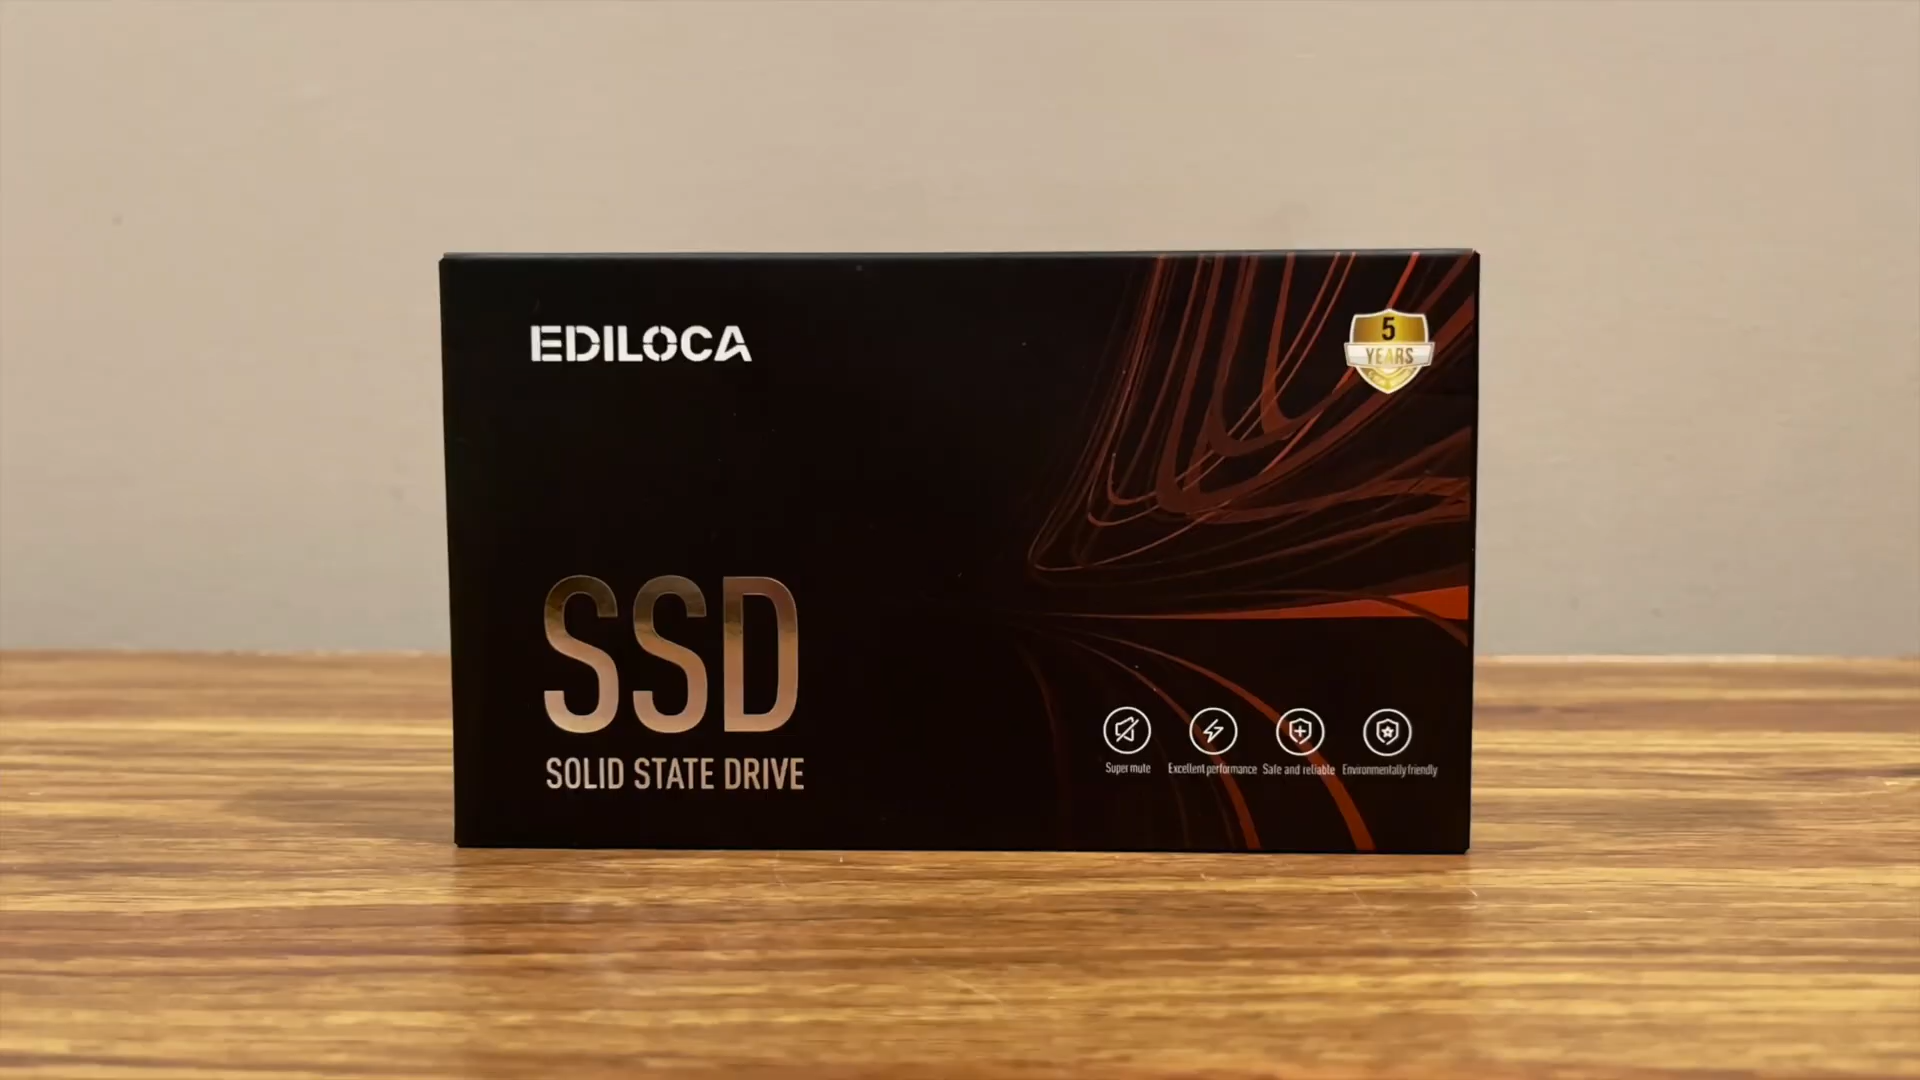 EDILOCA
5
YEARS
SSD
SOLID STATE DRIVE
Super mute
Excellent performance
Safe and reliable
Environmentally friendly